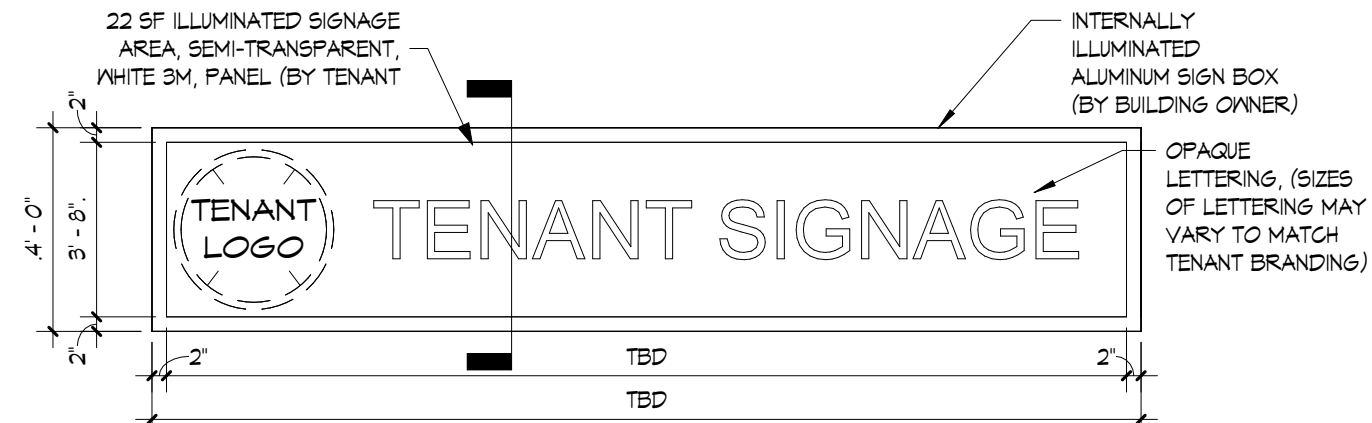 22 SF ILLUMINATED SIGNAGE
AREA, SEMI-TRANSPARENT,
WHITE 3M, PANEL (BY TENANT
INTERNALLY
ILLUMINATED
ALUMINUM SIGN BOX
(BY BUILDING OWNER)
OPAQUE
LETTERING, (SIZES
OF LETTERING MAY
VARY TO MATCH
TENANT BRANDING)
2"
4' - 0"
3' - 8"
2"
TENANT
LOGO
TENANT SIGNAGE
2"
TBD
2"
TBD